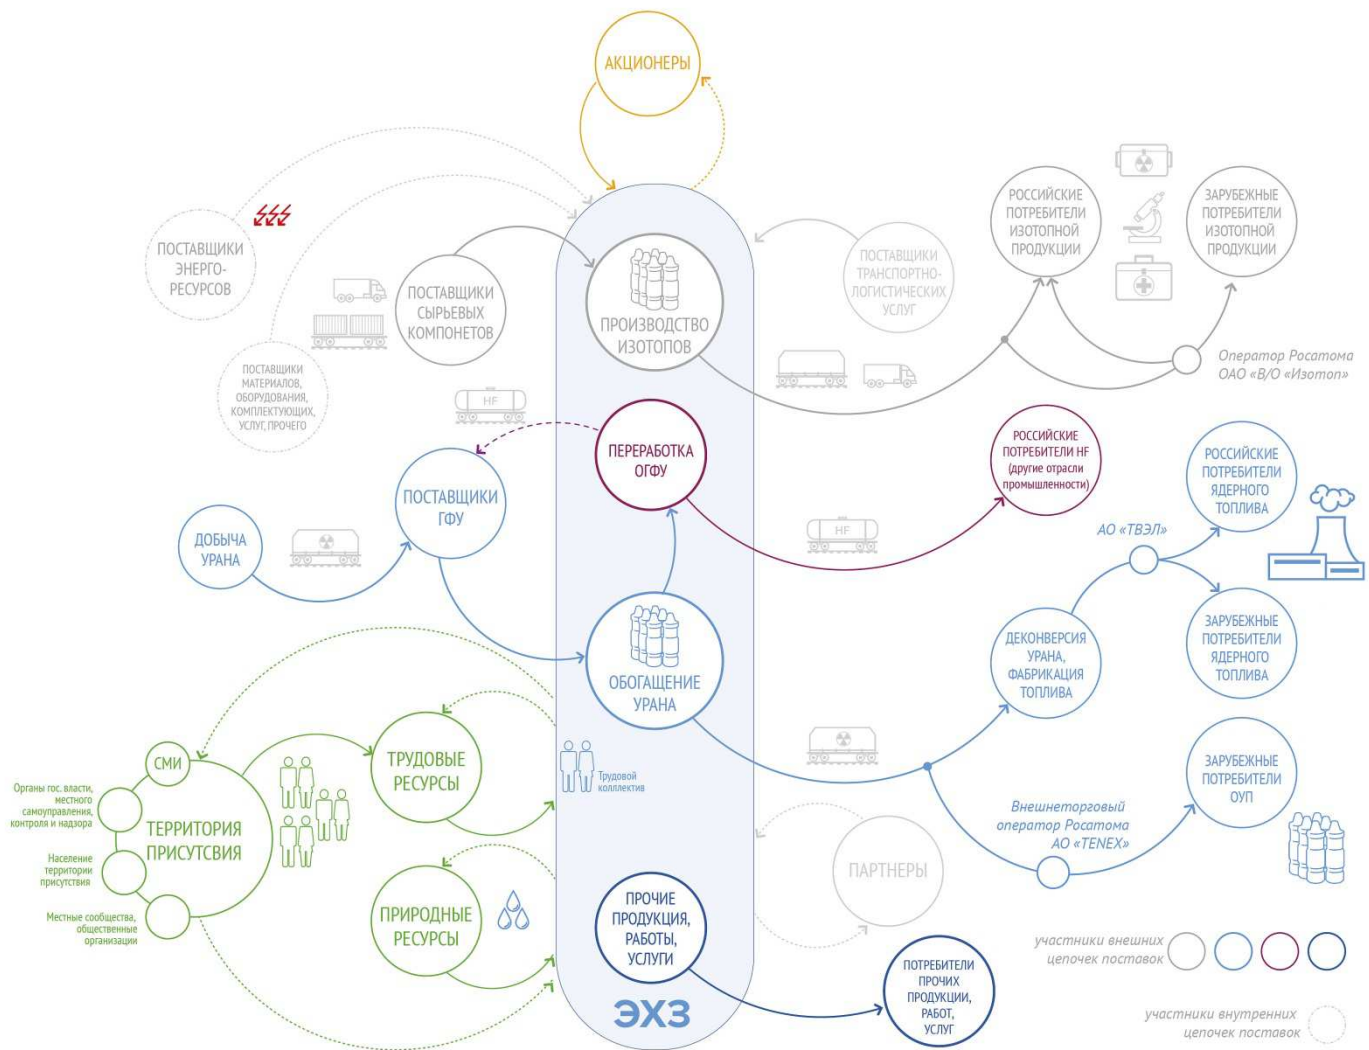 АКЦИОНЕРЫ
ПОСТАВЩИКИ
ЭНЕРГО-
РЕСУРСОВ
ПОСТАВЩИКИ
СЫРЬЕВЫХ
КОМПОНЕТОВ
ПРОИЗВОДСТВО
ИЗОТОПОВ
ПОСТАВЩИКИ
ТРАНСПОРТНО-
ЛОГИСТИЧЕСКИХ
УСЛУГ
РОССИЙСКИЕ
ПОТРЕБИТЕЛИ
ИЗОТОПНОЙ
ПРОДУКЦИИ
ЗАРУБЕЖНЫЕ
ПОТРЕБИТЕЛИ
ИЗОТОПНОЙ
ПРОДУКЦИИ
Оператор Росатома
ОАО «В/О «Изотоп»
ПОСТАВЩИКИ
МАТЕРИАЛОВ,
ОБОРУДОВАНИЯ,
КОМПЛЕКТУЮЩИХ,
УСЛУГ, ПРОЧЕГО
HF
ПЕРЕРАБОТКА
ОГФУ
РОССИЙСКИЕ
ПОТРЕБИТЕЛИ HF
(другие отрасли
промышленности)
РОССИЙСКИЕ
ПОТРЕБИТЕЛИ
ЯДЕРНОГО
ТОПЛИВА
ПОСТАВЩИКИ
ГФУ
ДОБЫЧА
УРАНА
HF
АО «ТВЭЛ»
ОБОГАЩЕНИЕ
УРАНА
ДЕКОНВЕРСИЯ
УРАНА,
ФАБРИКАЦИЯ
ТОПЛИВА
ЗАРУБЕЖНЫЕ
ПОТРЕБИТЕЛИ
ЯДЕРНОГО
ТОПЛИВА
СМИ
Органы гос. власти,
местного
самоуправления,
контроля и надзора
ТЕРРИТОРИЯ
ПРИСУТСВИЯ
Население
территории
присутствия
Местные сообщества,
общественные
организации
ТРУДОВЫЕ
РЕСУРСЫ
Трудовой
колллектив
ЗАРУБЕЖНЫЕ
ПОТРЕБИТЕЛИ
ОУП
Внешнеторговый
оператор Росатома
АО «TENEX»
ПАРТНЕРЫ
ПРИРОДНЫЕ
РЕСУРСЫ
ПРОЧИЕ
ПРОДУКЦИЯ,
РАБОТЫ,
УСЛУГИ
ПОТРЕБИТЕЛИ
ПРОЧИХ
ПРОДУКЦИИ,
РАБОТ,
УСЛУГ
ЭХЗ
участники внешних
цепочек поставок
участники внутренних
цепочек поставок